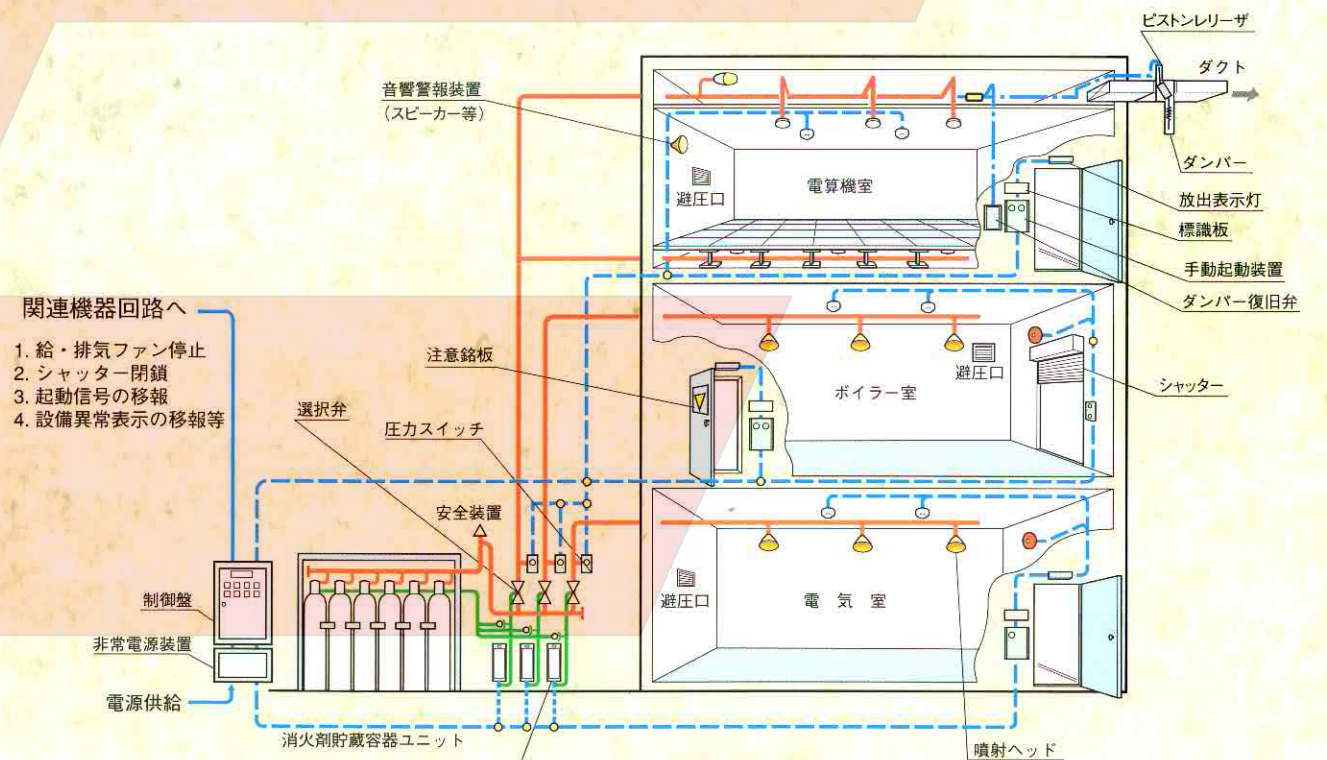 ピストンレリーザ
ダクト
音響警報装置
(スピーカー等)
ダンパー
避圧口
電算機室
放出表示灯
標識板
手動起動装置
ダンパー復旧弁
関連機器回路へ
1. 給・排気ファン停止
2. シャッター閉鎖
3. 起動信号の移報
4. 設備異常表示の移報等
注意銘板
避圧口
ボイラー室
シャッター
選択弁
圧力スイッチ
安全装置
制御盤
避圧口
電気室
非常電源装置
電源供給
消火剤貯蔵容器ユニット
噴射ヘッド